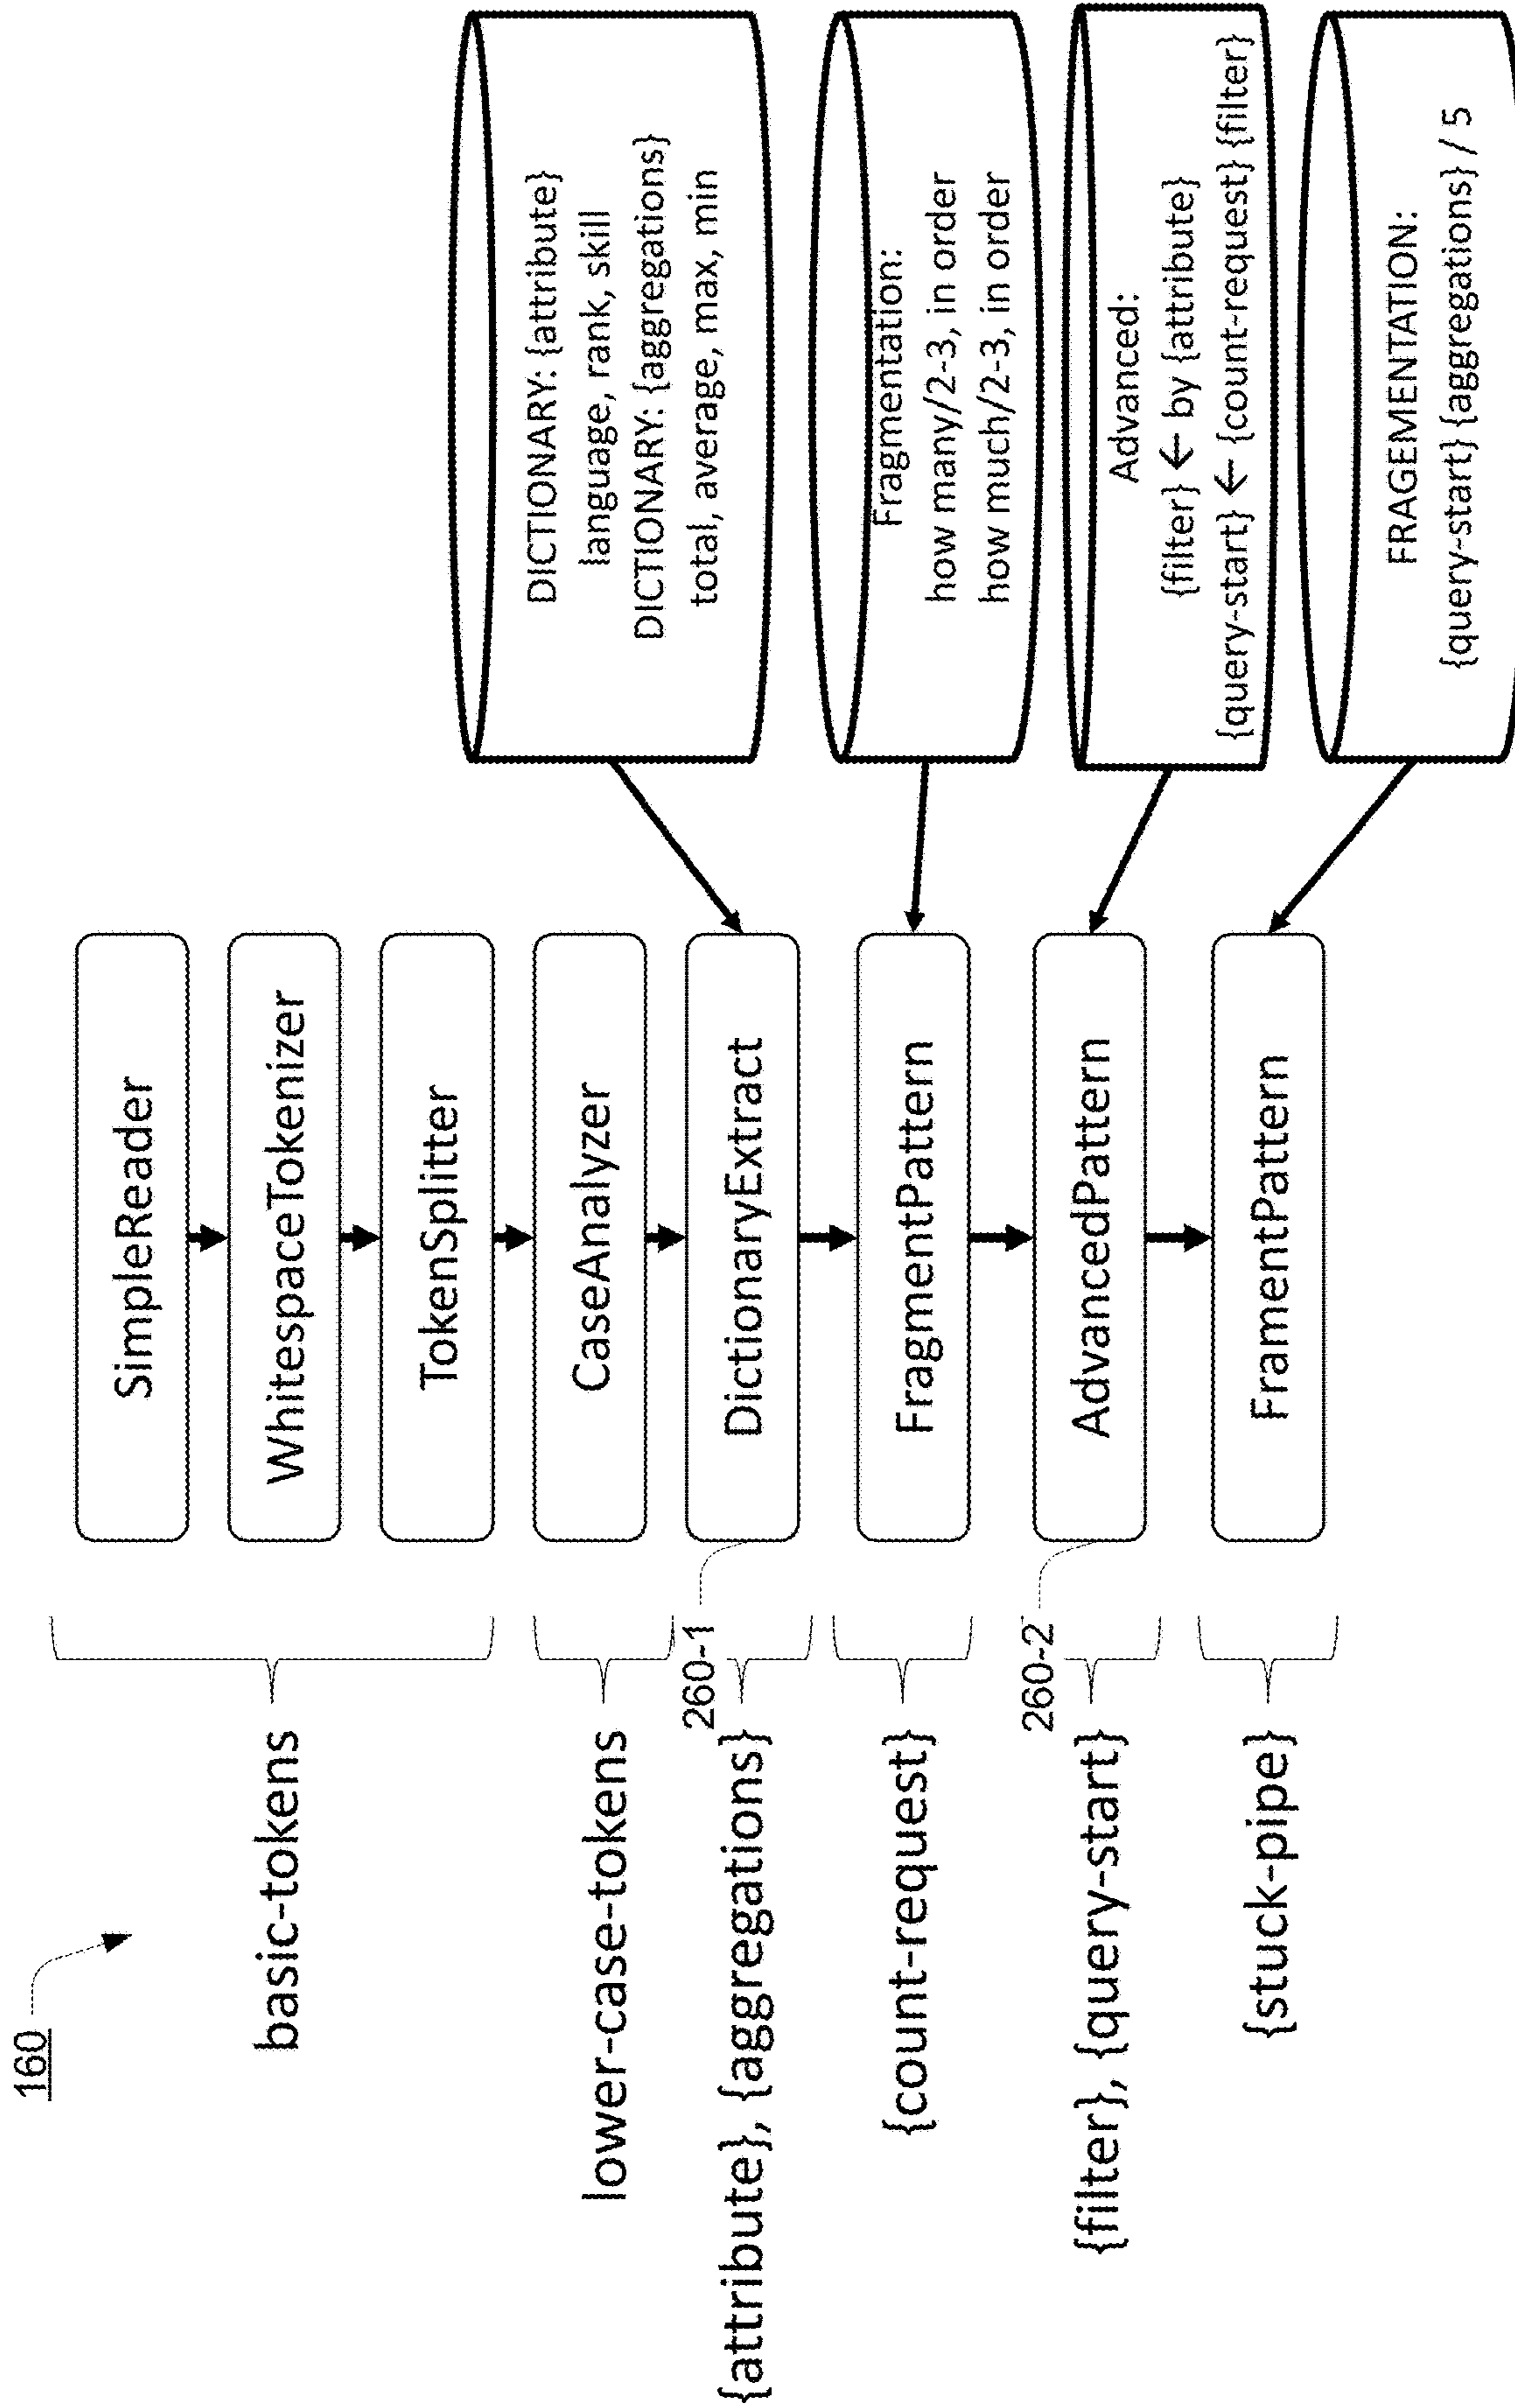 160
basic-tokens
lower-case-tokens
{attribute}, {aggregations}
{count-request}
{filter}, {query-start}
{stuck-pipe}
260-1
260-2
SimpleReader
WhitespaceTokenizer
TokenSplitter
CaseAnalyzer
DictionaryExtract
FragmentPattern
AdvancedPattern
FramentPattern
DICTIONARY: {attribute}
language, rank, skill
DICTIONARY: {aggregations}
total, average, max, min
Fragmentation:
how many/2-3, in order
how much/2-3, in order
Advanced:
{filter} ← by {attribute}
{query-start} ← {count-request} {filter}
FRAGEMENTATION:
{query-start} {aggregations} / 5